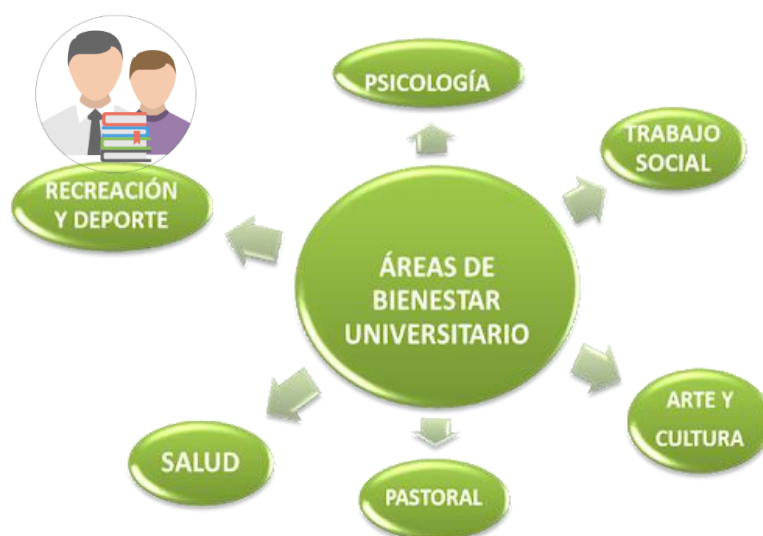 PSICOLOGÍA
TRABAJO
SOCIAL
RECREACIÓN
Y DEPORTE
ÁREAS DE
BIENESTAR
UNIVERSITARIO
ARTE Y
CULTURA
SALUD
PASTORAL